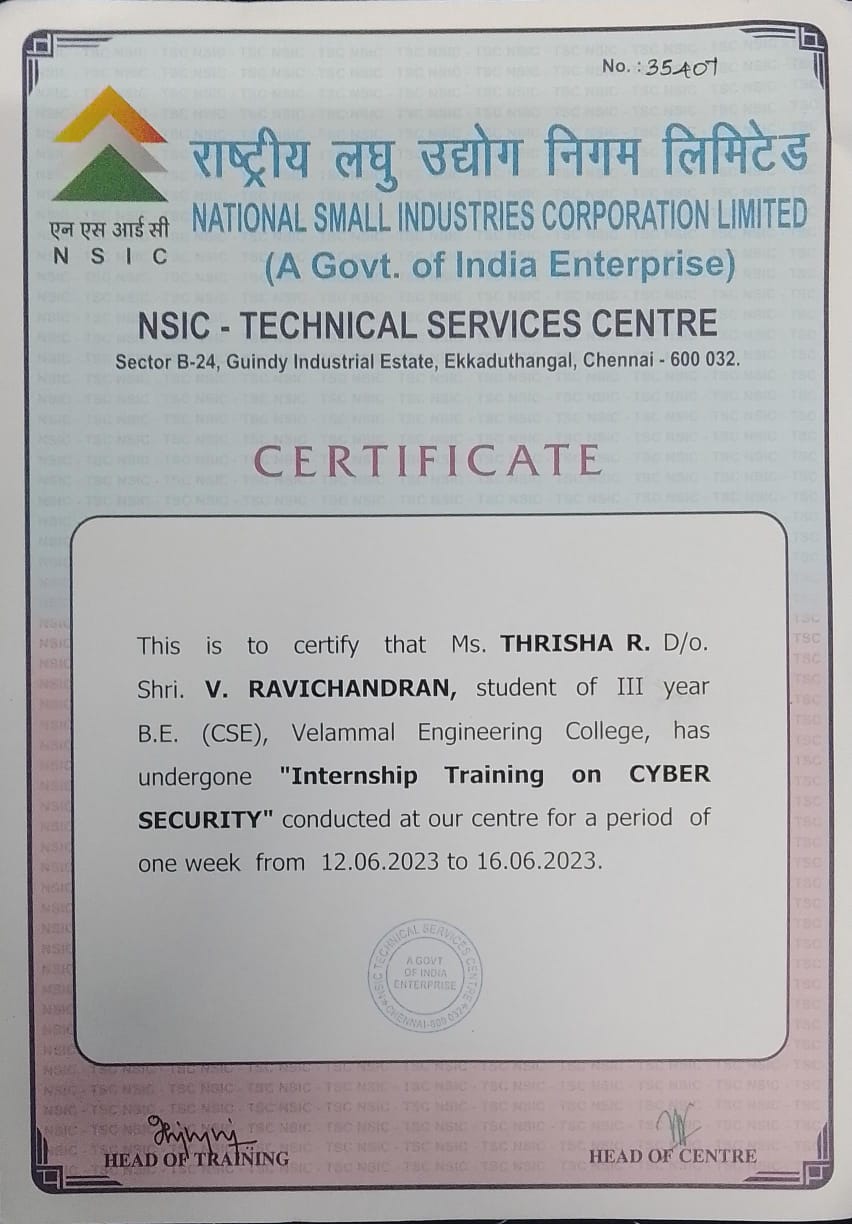 No. : 35407
राष्ट्रीय लघु उद्योग निगम लिमिटेड
NATIONAL SMALL INDUSTRIES CORPORATION LIMITED
(A Govt. of India Enterprise)
एन एस आई सी
N S I C
NSIC - TECHNICAL SERVICES CENTRE
Sector B-24, Guindy Industrial Estate, Ekkaduthangal, Chennai - 600 032.
CERTIFICATE
This is to certify that Ms. THRISHA R. D/o.
Shri. V. RAVICHANDRAN, student of III year
B.E. (CSE), Velammal Engineering College, has
undergone "Internship Training on CYBER
SECURITY" conducted at our centre for a period of
one week from 12.06.2023 to 16.06.2023.
NSIC TECHNICAL SERVICES CENTRE
CHENNAI-600 032
A GOVT
OF INDIA
ENTERPRISE
HEAD OF TRAINING
HEAD OF CENTRE